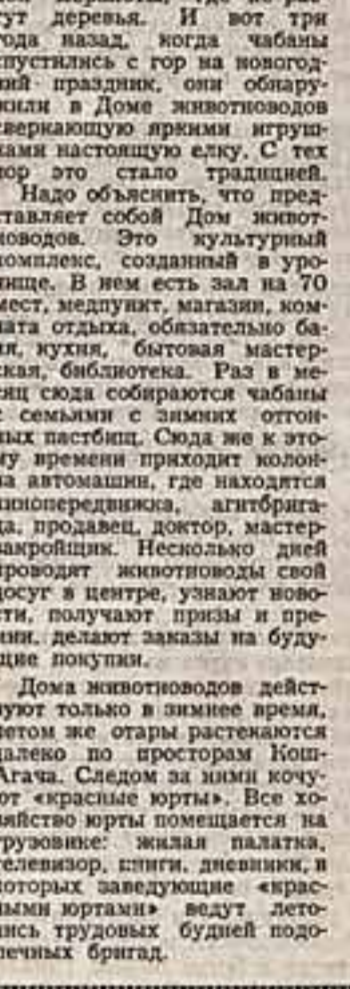 тут деревья. И вот три
года назад, когда чабаны
спустились с гор на новогод-
ний праздник, они обнару-
жили в Доме животноводов
сверкающую яркими игруш-
ками настоящую елку. С тех
пор это стало традицией.
Надо объяснить, что пред-
ставляет собой Дом живот-
новодов. Это культурный
комплекс, созданный в уро-
чище. В нем есть зал на 70
мест, медпункт, магазин, ком-
ната отдыха, обязательно ба-
ня, кухня, бытовая мастер-
ская, библиотека. Раз в ме-
сяц сюда собираются чабаны
с семьями с зимних отгон-
ных пастбищ. Сюда же к это-
му времени приходит колон-
на автомашин, где находятся
кинопередвижка, агитбрига-
да, продавец, доктор, мастер-
закройщик. Несколько дней
проводят животноводы свой
досуг в центре, узнают ново-
сти, получают призы и пре-
мии, делают заказы на буду-
щие покупки.
Дома животноводов дейст-
вуют только в зимнее время,
летом же отары растекаются
далеко по просторам Кош-
Агача. Следом за ними кочу-
ют «красные юрты». Все хо-
зяйство юрты помещается на
грузовике: жилая палатка,
телевизор, книги, дневники, в
которых заведующие «крас-
ными юртами» ведут лето-
пись трудовых будней подо-
печных бригад.